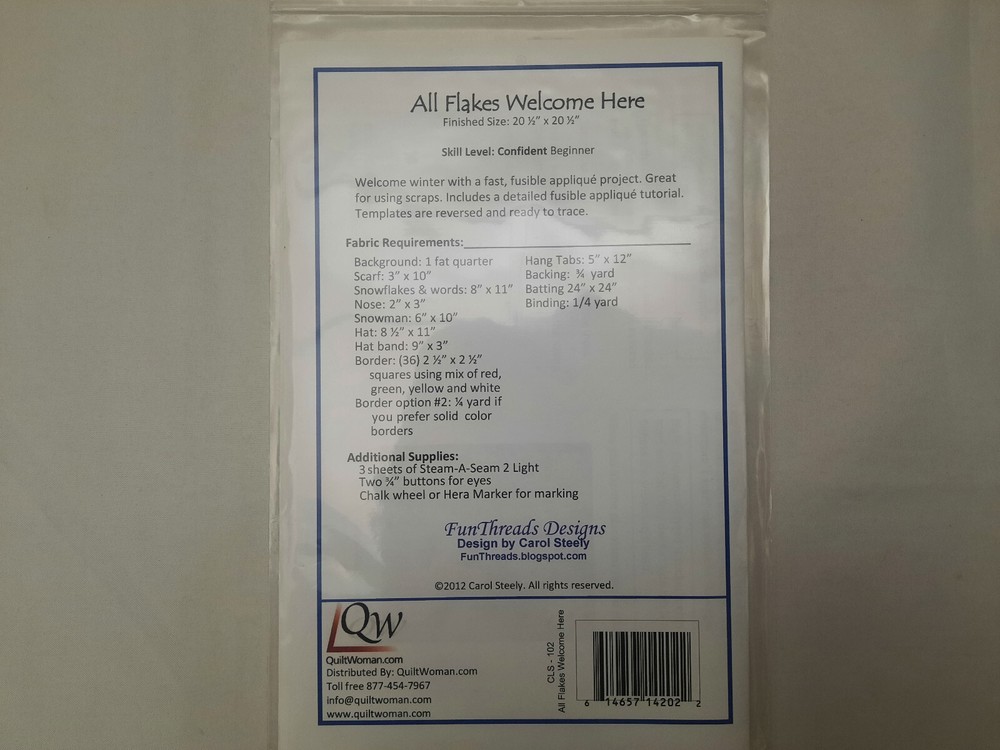 All Flakes Welcome Here
Finished Size: 20 ½” x 20 ½”
Skill Level: Confident Beginner
Welcome winter with a fast, fusible appliqué project. Great
for using scraps. Includes a detailed fusible appliqué tutorial.
Templates are reversed and ready to trace.
Fabric Requirements:
Background: 1 fat quarter
Scarf: 3” x 10”
Snowflakes & words: 8” x 11”
Nose: 2” x 3”
Snowman: 6” x 10”
Hat: 8 ½” x 11”
Hat band: 9” x 3”
Border: (36) 2 ½” x 2 ½”
squares using mix of red,
green, yellow and white
Border option #2: ¼ yard if
you prefer solid color
borders
Hang Tabs: 5” x 12”
Backing: ¾ yard
Batting 24” x 24”
Binding: 1/4 yard
Additional Supplies:
3 sheets of Steam-A-Seam 2 Light
Two ¾” buttons for eyes
Chalk wheel or Hera Marker for marking
FunThreads Designs
Design by Carol Steely
FunThreads.blogspot.com
©2012 Carol Steely. All rights reserved.
QW
QuiltWoman.com
Distributed By: QuiltWoman.com
Toll free 877-454-7967
info@quiltwoman.com
www.quiltwoman.com
CLS - 102
All Flakes Welcome Here
6 14657 14202 2